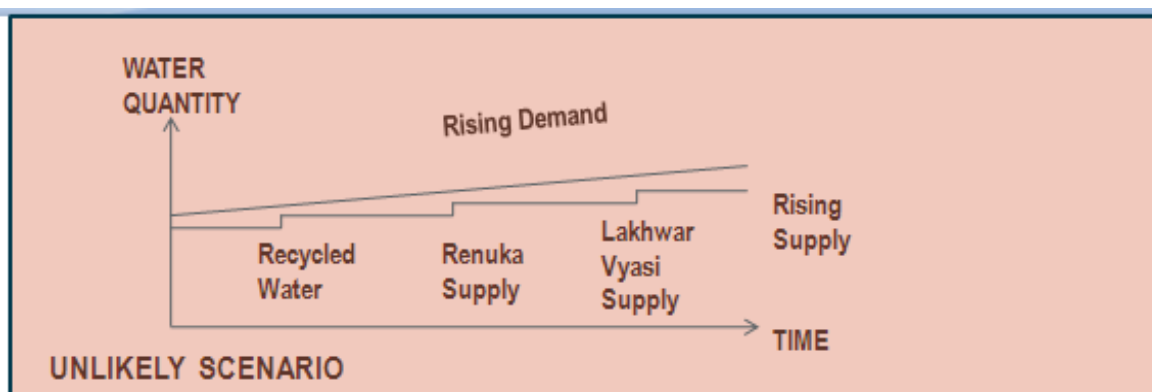 WATER
QUANTITY
Rising Demand
Rising
Supply
Recycled
Water
Renuka
Supply
Lakhwar
Vyasi
Supply
TIME
UNLIKELY SCENARIO